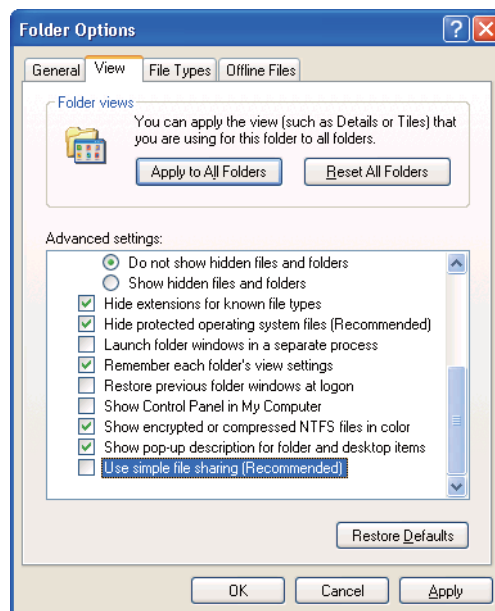 Folder Options
General View File Types Offline Files
Folder views
You can apply the view (such as Details or Tiles) that
you are using for this folder to all folders.
Apply to All Folders Reset All Folders
Advanced settings:
Do not show hidden files and folders
Show hidden files and folders
Hide extensions for known file types
Hide protected operating system files (Recommended)
Launch folder windows in a separate process
Remember each folder's view settings
Restore previous folder windows at logon
Show Control Panel in My Computer
Show encrypted or compressed NTFS files in color
Show pop-up description for folder and desktop items
Use simple file sharing (Recommended)
Restore Defaults
OK Cancel Apply